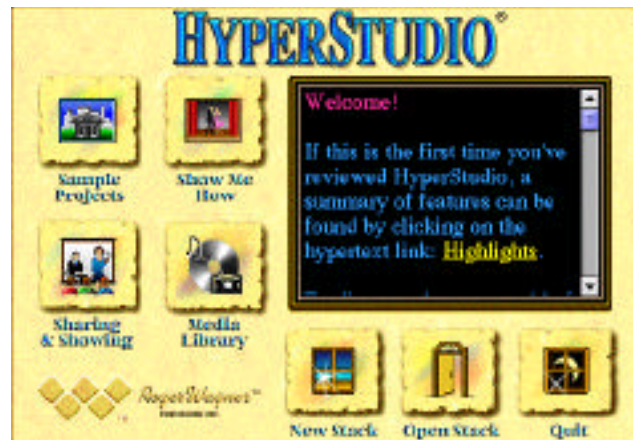 HYPERSTUDIO®
Sample
Projects
Show Me
How
Welcome!
If this is the first time you've
reviewed HyperStudio, a
summary of features can be
found by clicking on the
hypertext link: Highlights.
Sharing
& Showing
Media
Library
RogerWagner™
New Stack
Open Stack
Quit